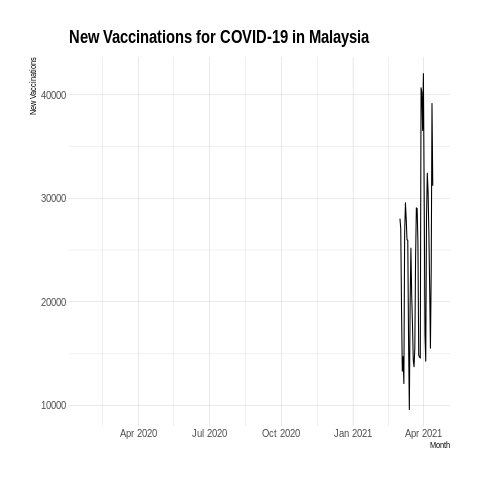 New Vaccinations for COVID-19 in Malaysia
New Vaccinations
40000
30000
20000
10000
Apr 2020 Jul 2020 Oct 2020 Jan 2021 Apr 2021
Month